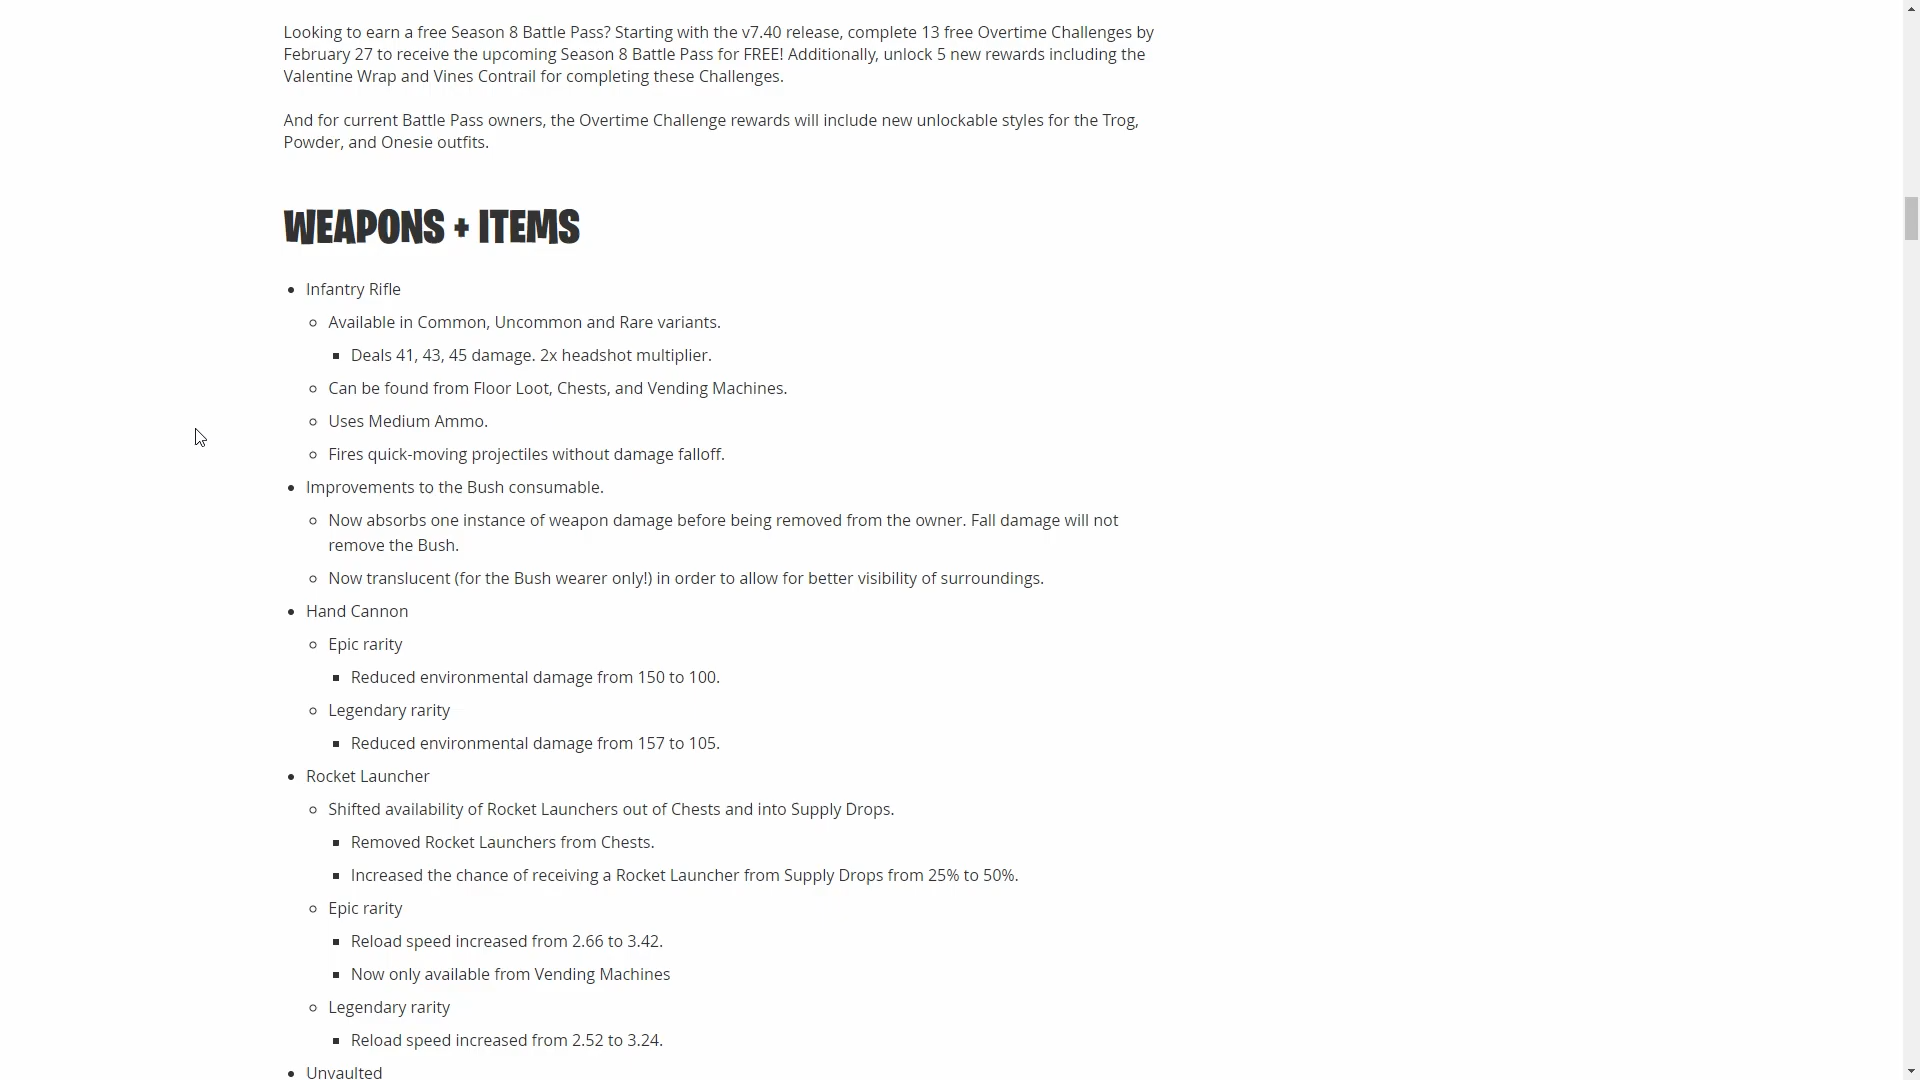 Looking to earn a free Season 8 Battle Pass? Starting with the v7.40 release, complete 13 free Overtime Challenges by
February 27 to receive the upcoming Season 8 Battle Pass for FREE! Additionally, unlock 5 new rewards including the
Valentine Wrap and Vines Contrail for completing these Challenges.
And for current Battle Pass owners, the Overtime Challenge rewards will include new unlockable styles for the Trog,
Powder, and Onesie outfits.
WEAPONS + ITEMS
Infantry Rifle
Available in Common, Uncommon and Rare variants.
Deals 41, 43, 45 damage. 2x headshot multiplier.
Can be found from Floor Loot, Chests, and Vending Machines.
Uses Medium Ammo.
Fires quick-moving projectiles without damage falloff.
Improvements to the Bush consumable.
Now absorbs one instance of weapon damage before being removed from the owner. Fall damage will not
remove the Bush.
Now translucent (for the Bush wearer only!) in order to allow for better visibility of surroundings.
Hand Cannon
Epic rarity
Reduced environmental damage from 150 to 100.
Legendary rarity
Reduced environmental damage from 157 to 105.
Rocket Launcher
Shifted availability of Rocket Launchers out of Chests and into Supply Drops.
Removed Rocket Launchers from Chests.
Increased the chance of receiving a Rocket Launcher from Supply Drops from 25% to 50%.
Epic rarity
Reload speed increased from 2.66 to 3.42.
Now only available from Vending Machines
Legendary rarity
Reload speed increased from 2.52 to 3.24.
Unvaulted